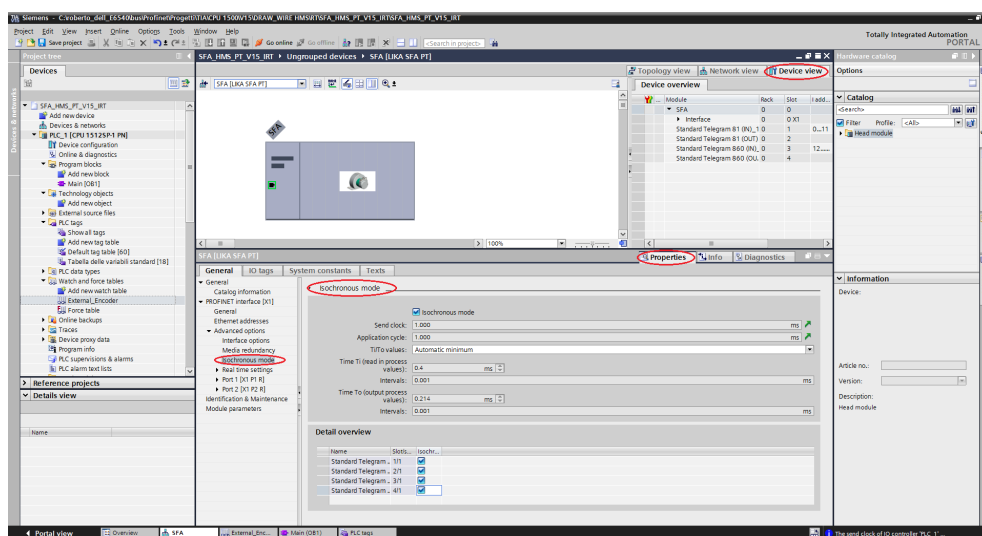 Siemens - C:\roberto_dell_E6540\bus\Profinet\Progetti\TIA\CPU 1500\V15\DRAW_WIRE HMS\IRT\SFA_HMS_PT_V15_IRT\SFA_HMS_PT_V15_IRT
Project Edit View Insert Online Options Tools Window Help
Totally Integrated Automation
PORTAL
Save project Go online Go offline <Search in project>
Project tree
SFA_HMS_PT_V15_IRT Ungrouped devices SFA [LIKA SFA PT]
Hardware catalog
Devices
Topology view Network view Device view
Options
SFA [LIKA SFA PT]
Device overview
Module Rack Slot I add...
SFA 0 0
Interface 0 0 X1
Standard Telegram 81 (IN)_1 0 1 0...11
Standard Telegram 81 (OUT) 0 2
Standard Telegram 860 (IN)_ 0 3 12.....
Standard Telegram 860 (OU. 0 4
SFA
100%
Catalog
<Search>
Filter Profile: <All>
Head module
SFA_HMS_PT_V15_IRT
Add new device
Devices & networks
PLC_1 [CPU 1512SP-1 PN]
Device configuration
Online & diagnostics
Program blocks
Add new block
Main [OB1]
Technology objects
Add new object
External source files
PLC tags
Show all tags
Add new tag table
Default tag table [60]
Tabella delle variabili standard [18]
PLC data types
Watch and force tables
Add new watch table
External_Encoder
Force table
Online backups
Traces
Device proxy data
Program info
PLC supervisions & alarms
PLC alarm text lists
Devices & networks
Reference projects
Details view
Name
SFA [LIKA SFA PT]
Properties Info Diagnostics
General IO tags System constants Texts
General
Catalog information
PROFINET interface [X1]
General
Ethernet addresses
Advanced options
Interface options
Media redundancy
Isochronous mode
Real time settings
Port 1 [X1 P1 R]
Port 2 [X1 P2 R]
Identification & Maintenance
Module parameters
Isochronous mode
Isochronous mode
Send clock: 1.000 ms
Application cycle: 1.000 ms
Ti/To values: Automatic minimum
Time Ti (read in process
values): 0.4 ms
Intervals: 0.001 ms
Time To (output process
values): 0.214 ms
Intervals: 0.001 ms
Detail overview
Name Slot/s... Isochr...
Standard Telegram . 1/1
Standard Telegram . 2/1
Standard Telegram . 3/1
Standard Telegram . 4/1
Information
Device:
Article no.:
Version:
Description:
Head module
Portal view Overview SFA External_Enc... Main (OB1) PLC tags
The send clock of IO controller 'PLC_1' ...